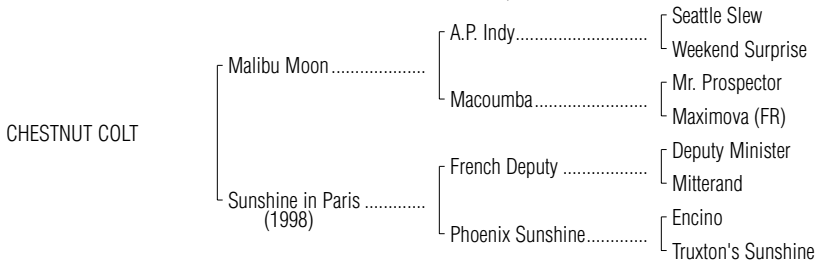 Seattle Slew
A.P. Indy..............................
Weekend Surprise
Malibu Moon.....................
Mr. Prospector
Macoumba..........................
Maximova (FR)
CHESTNUT COLT
Deputy Minister
French Deputy ...................
Mitterand
Sunshine in Paris .............
(1998)
Encino
Phoenix Sunshine..............
Truxton's Sunshine